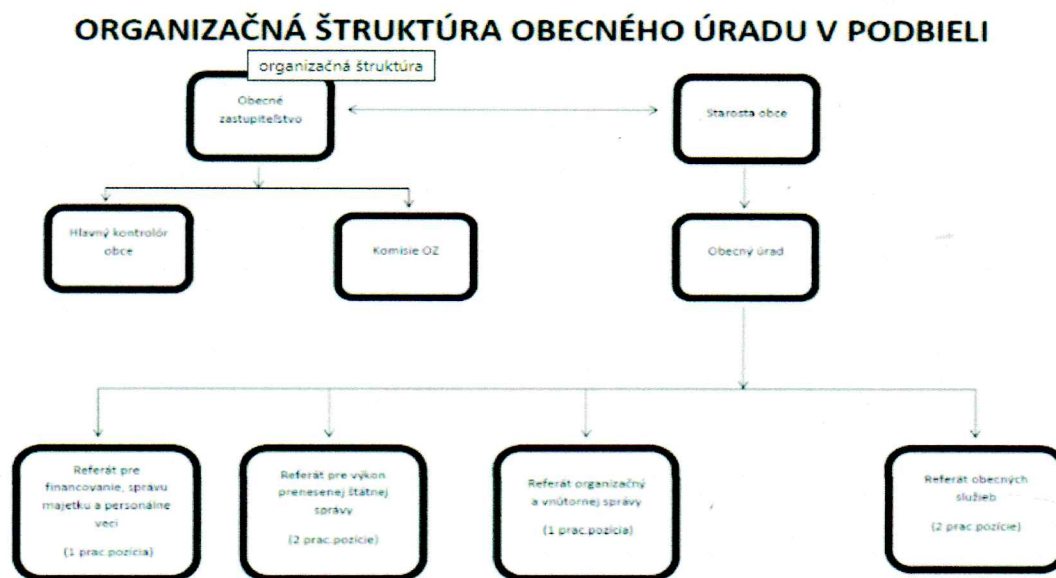 ORGANIZAČNÁ ŠTRUKTÚRA OBECNÉHO ÚRADU V PODBIELI
organizačná štruktúra
Obecné
zastupiteľstvo
Starosta obce
Hlavný kontrolór
obce
Komisie OZ
Obecný úrad
Referát pre
financovanie, správu
majetku a personálne
veci
(1 prac.pozícia)
Referát pre výkon
prenesenej štátnej
správy
(2 prac.pozície)
Referát organizačný
a vnútornej správy
(1 prac.pozícia)
Referát obecných
služieb
(2 prac.pozície)